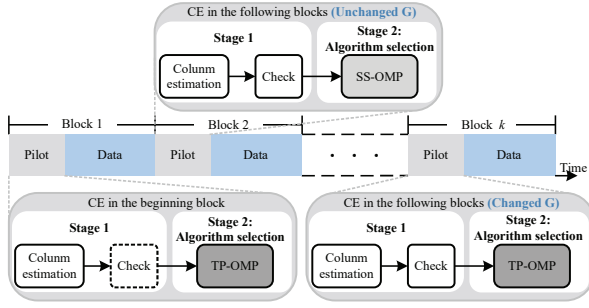 CE in the following blocks (Unchanged G)
Stage 1
Stage 2:
Algorithm selection
Colunm
estimation
Check
SS-OMP
Block 1
Block 2
Block k
Pilot
Data
Pilot
Data
. . .
Pilot
Data
Time
CE in the beginning block
Stage 1
Stage 2:
Algorithm selection
Colunm
estimation
Check
TP-OMP
CE in the following blocks (Changed G)
Stage 1
Stage 2:
Algorithm selection
Colunm
estimation
Check
TP-OMP